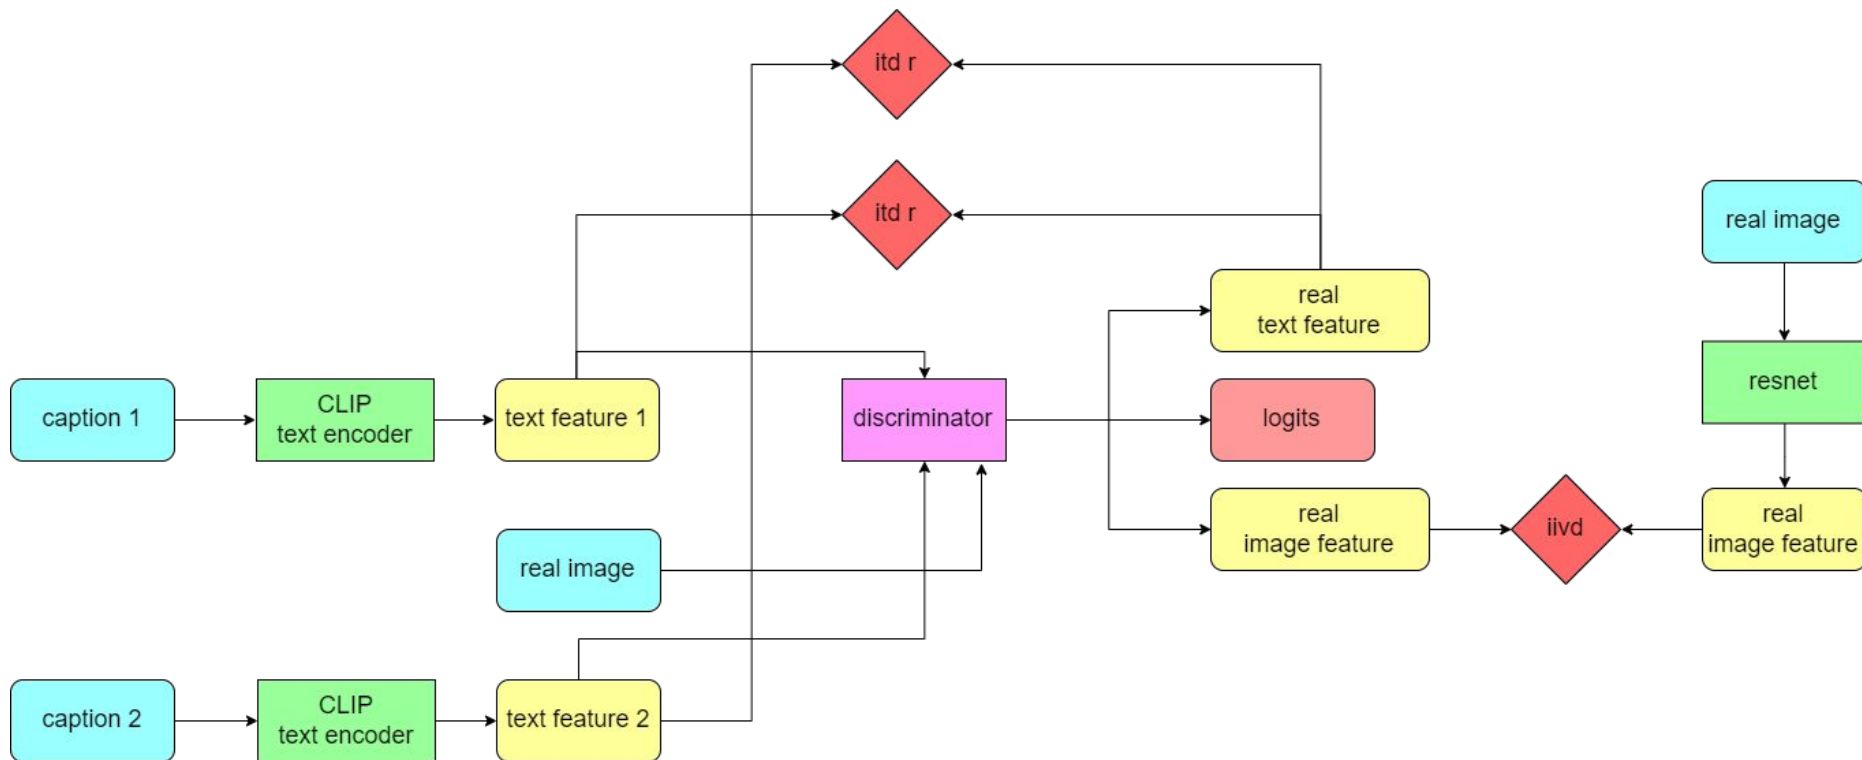 itd r
itd r
real image
real
text feature
caption 1
CLIP
text encoder
text feature 1
discriminator
logits
resnet
real image
real
image feature
iivd
real
image feature
caption 2
CLIP
text encoder
text feature 2